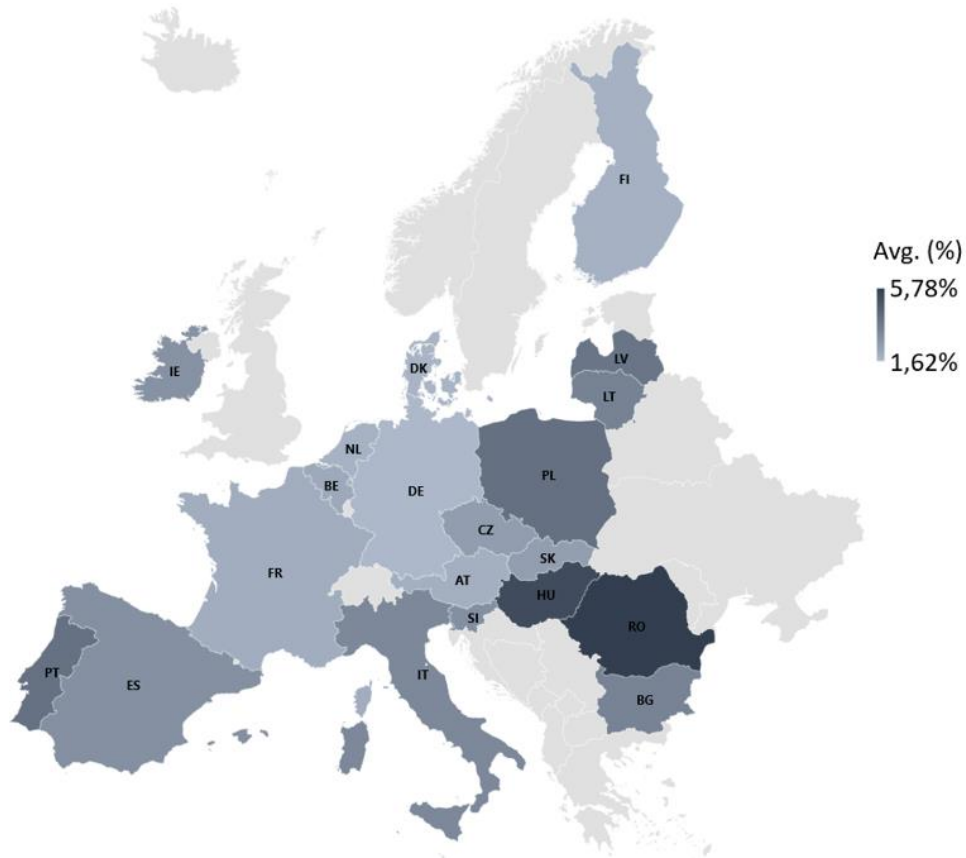 FI
Avg. (%)
5,78%
1,62%
IE
DK
LV
LT
NL
BE
DE
PL
CZ
SK
FR
AT
HU
SI
RO
PT
ES
IT
BG